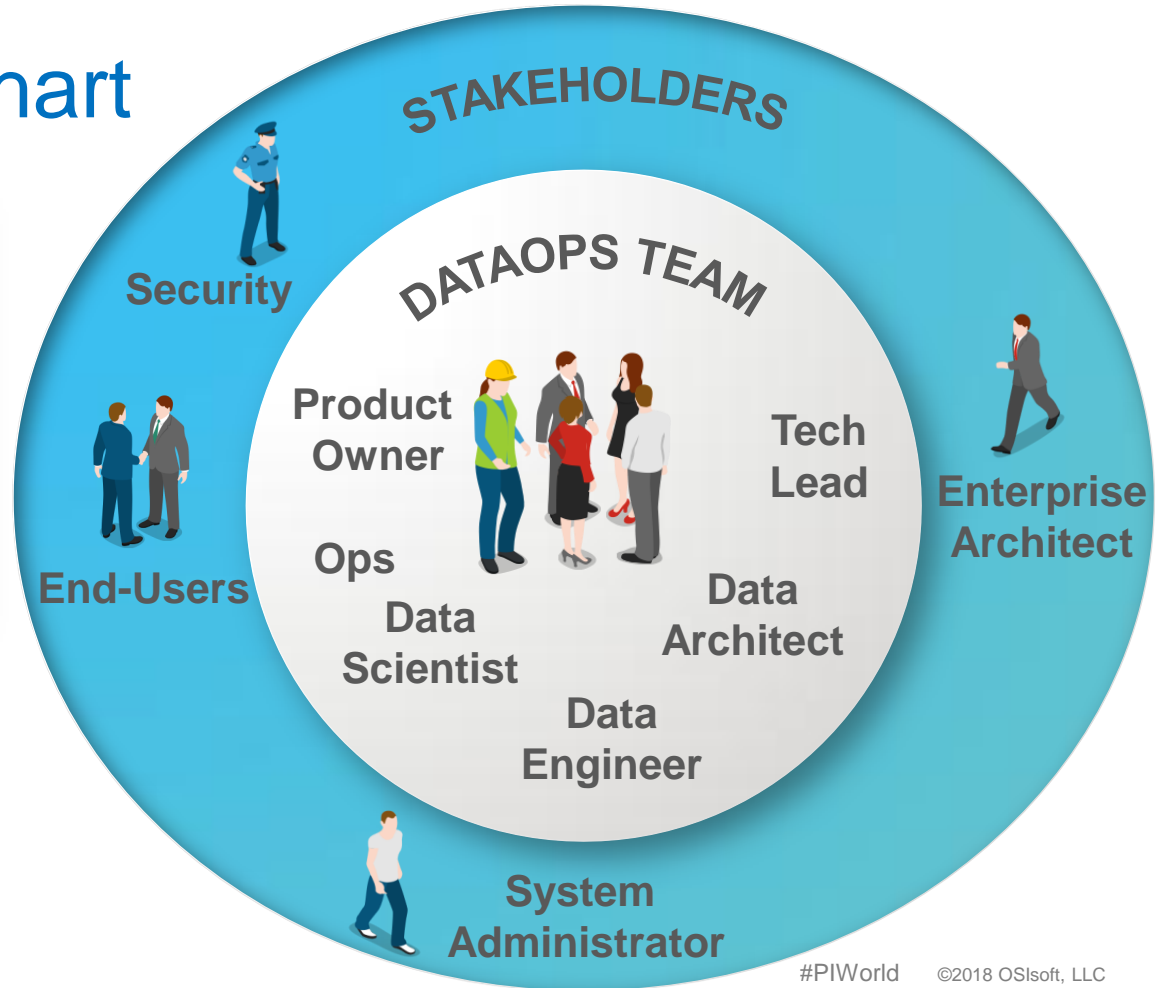 hart
STAKEHOLDERS
Security
DATAOPS TEAM
Product
Owner
Tech
Lead
Enterprise
Architect
End-Users
Ops
Data
Scientist
Data
Architect
Data
Engineer
System
Administrator
#PIWorld ©2018 OSIsoft, LLC